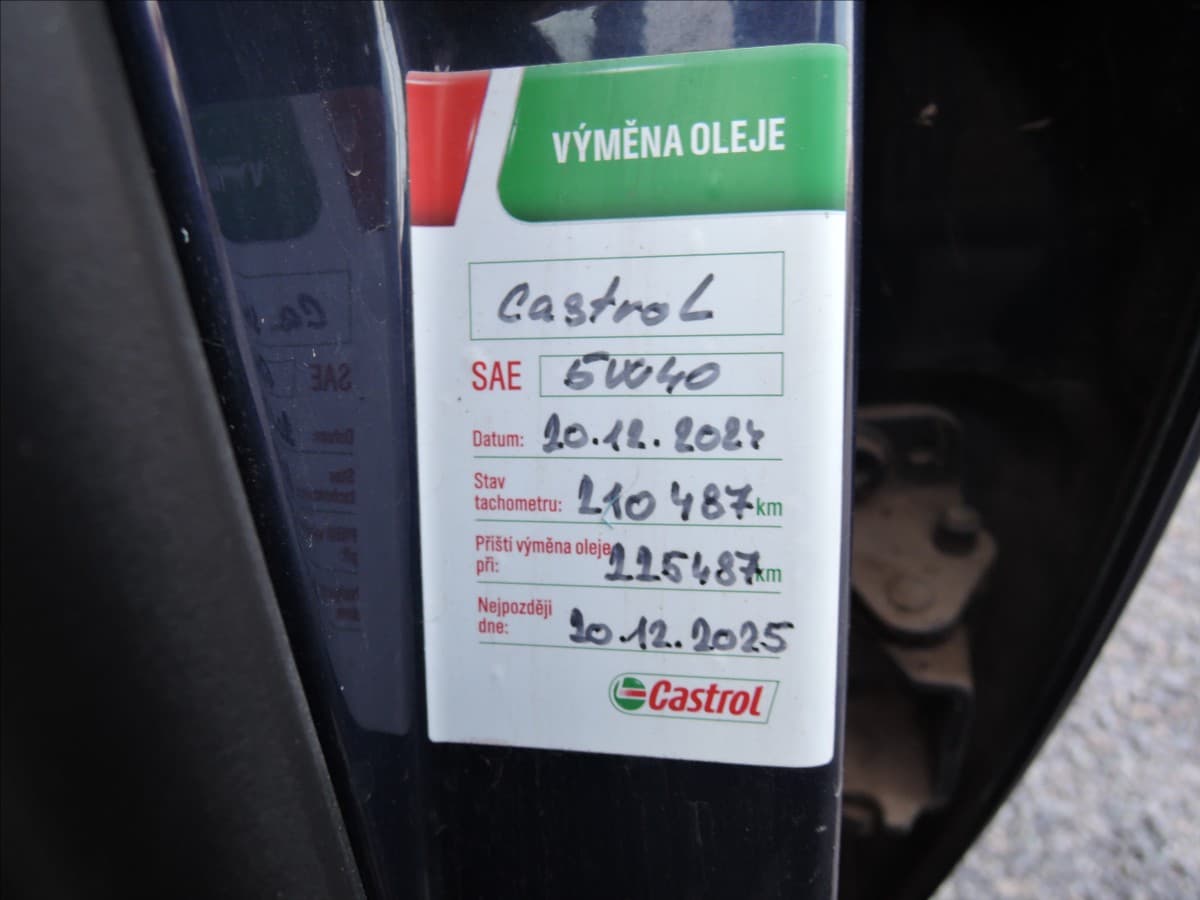 VÝMĚNA OLEJE
Castrol
SAE 5W40
Datum: 20.12.2024
Stav
tachometru: 210 487 km
Příští výměna oleje
při: 225487 km
Nejpozději
dne: 20.12.2025
Castrol